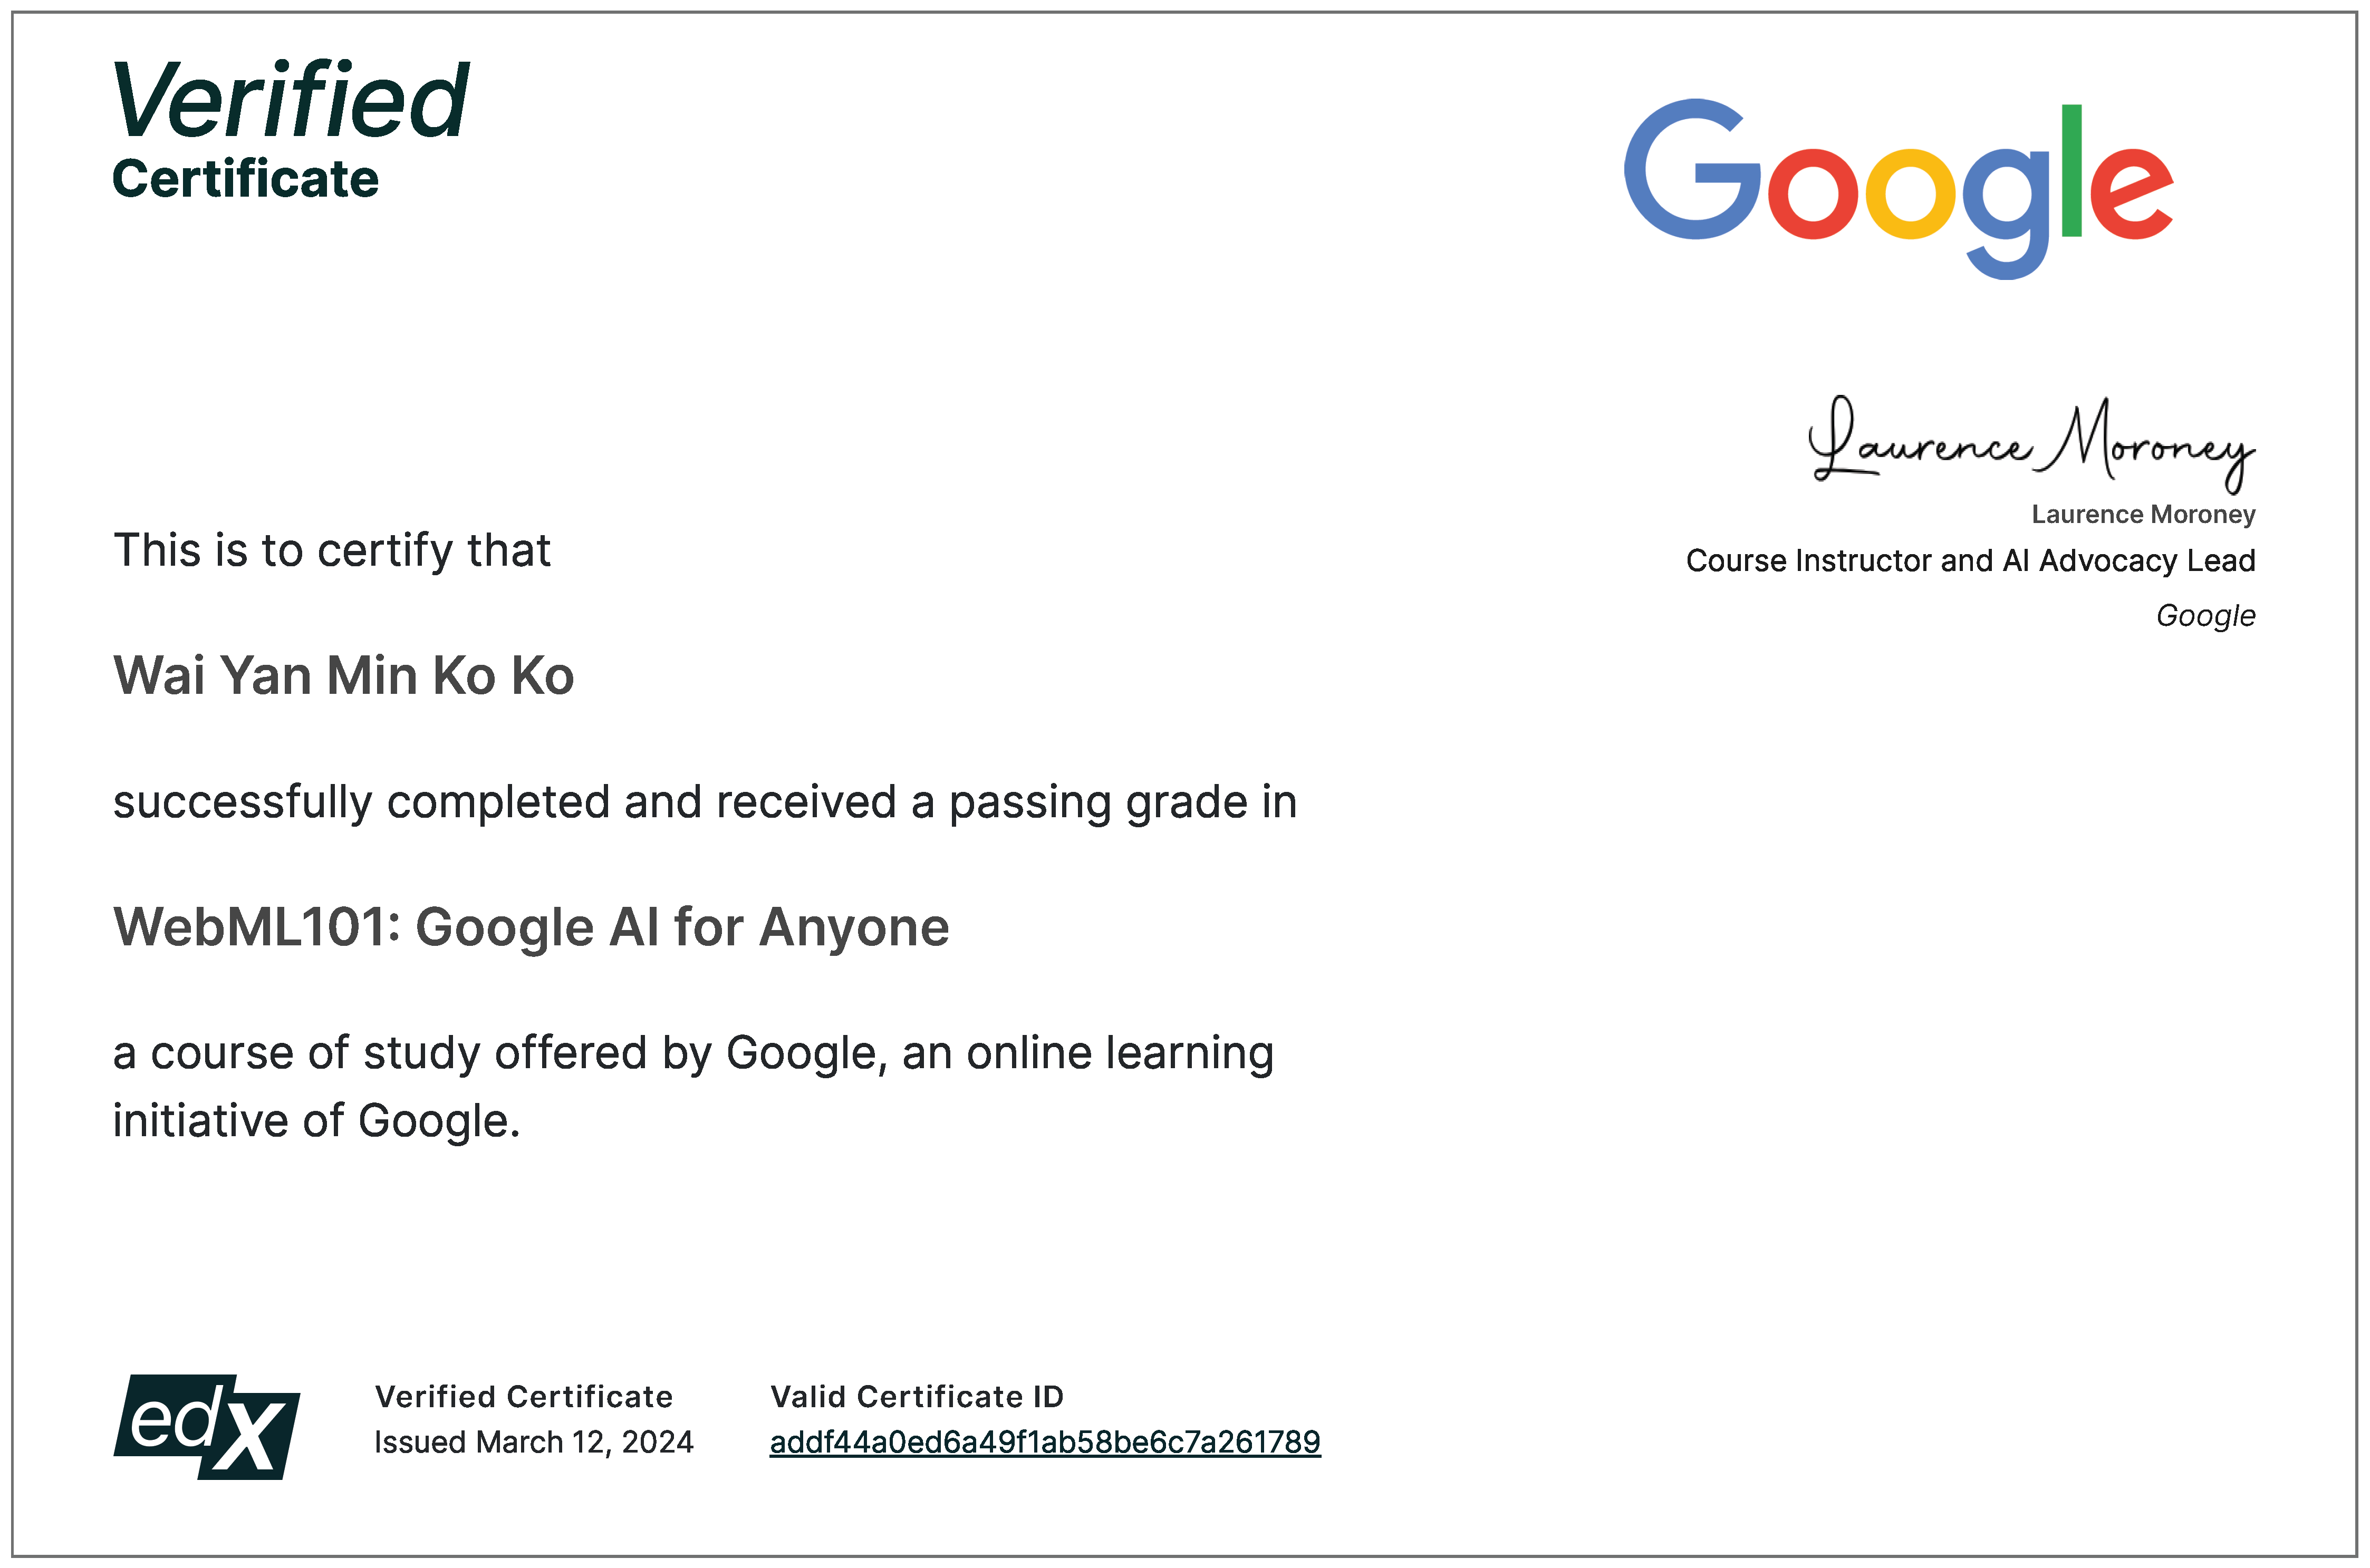 Verified
Certificate
Google
Laurence Moroney
Laurence Moroney
Course Instructor and AI Advocacy Lead
Google
This is to certify that
Wai Yan Min Ko Ko
successfully completed and received a passing grade in
WebML101: Google AI for Anyone
a course of study offered by Google, an online learning
initiative of Google.
edX
Verified Certificate
Issued March 12, 2024
Valid Certificate ID
addf44a0ed6a49f1ab58be6c7a261789